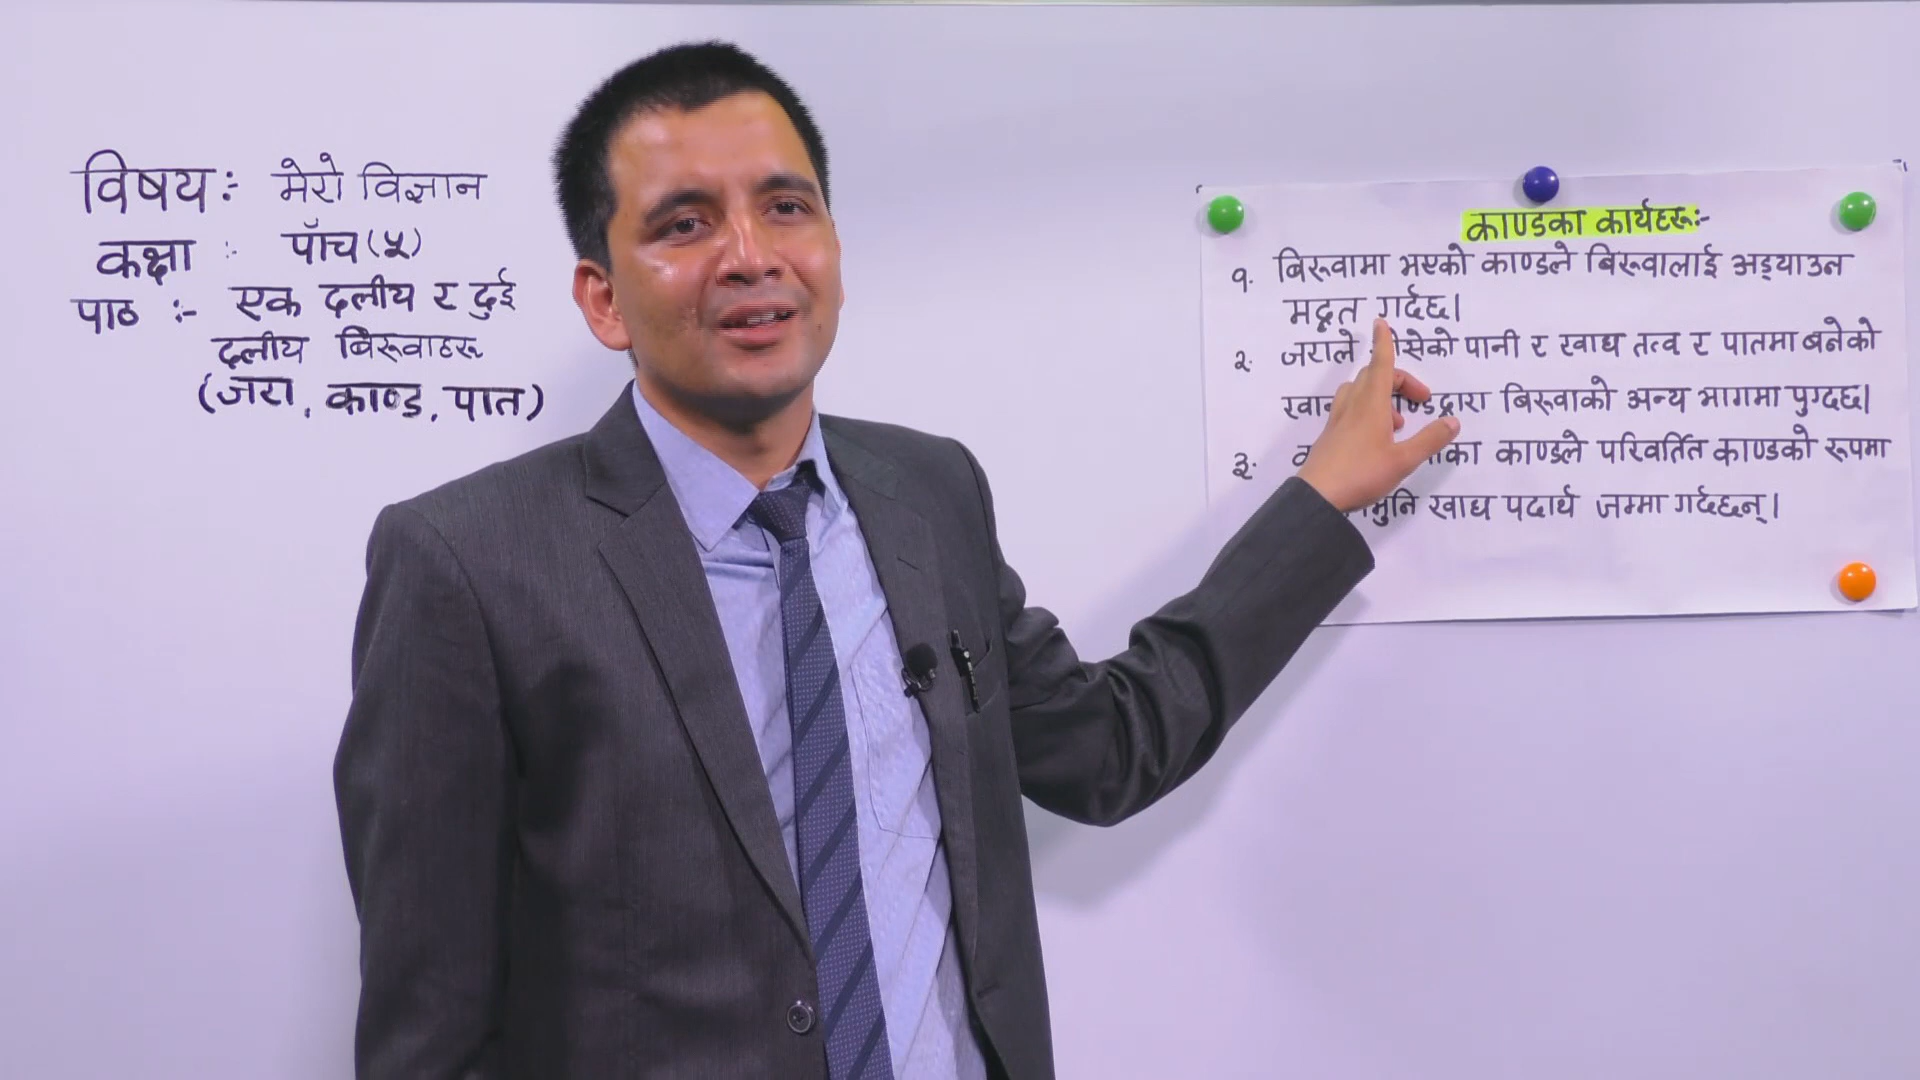 विषय :- मेरो विज्ञान
कक्षा :- पाँच (५)
पाठ :- एक दलीय र दुई
दलीय बिरूवाहरू
(जरा, काण्ड, पात)
काण्डका कार्यहरू:-
१. बिरूवामा भएको काण्डले बिरूवालाई अड्याउन
मद्दत गर्दछ।
२. जराले पानी र खाद्य तत्व र पातमा बनेको
बिरूवाको अन्य भागमा पुग्दछ।
३. काण्डले परिवर्तित काण्डको रूपमा
खाद्य पदार्थ जम्मा गर्दछन्।